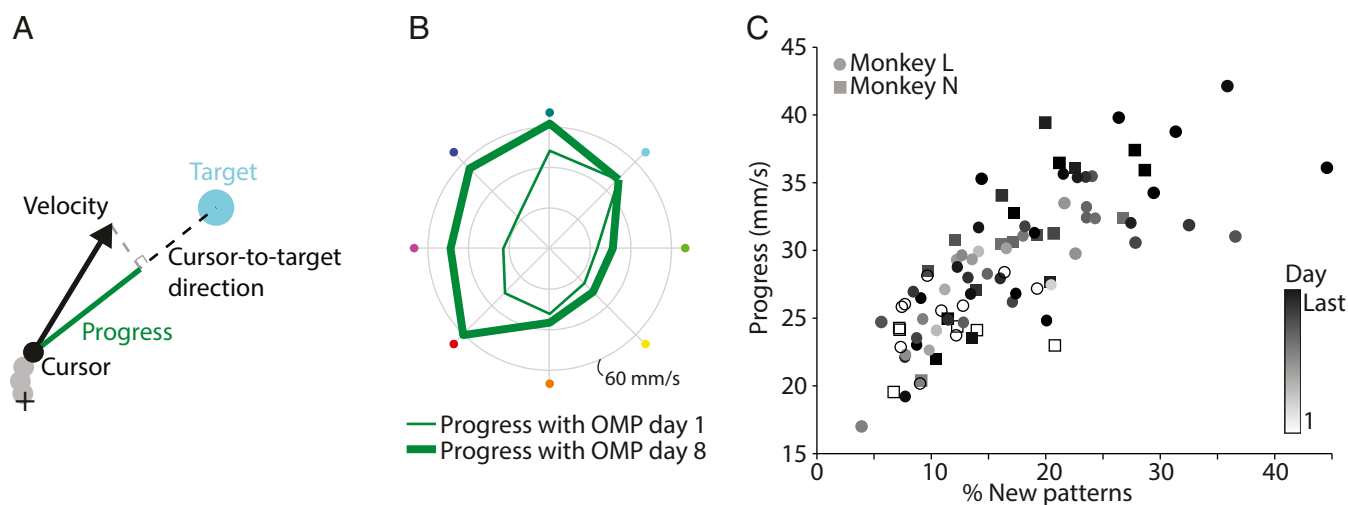 A
Target
Velocity
Cursor-to-target
direction
Progress
Cursor
B
60 mm/s
Progress with OMP day 1
Progress with OMP day 8
C
Monkey L
Monkey N
45
40
35
30
25
20
15
Progress (mm/s)
0
10
20
30
40
% New patterns
Day
Last
1